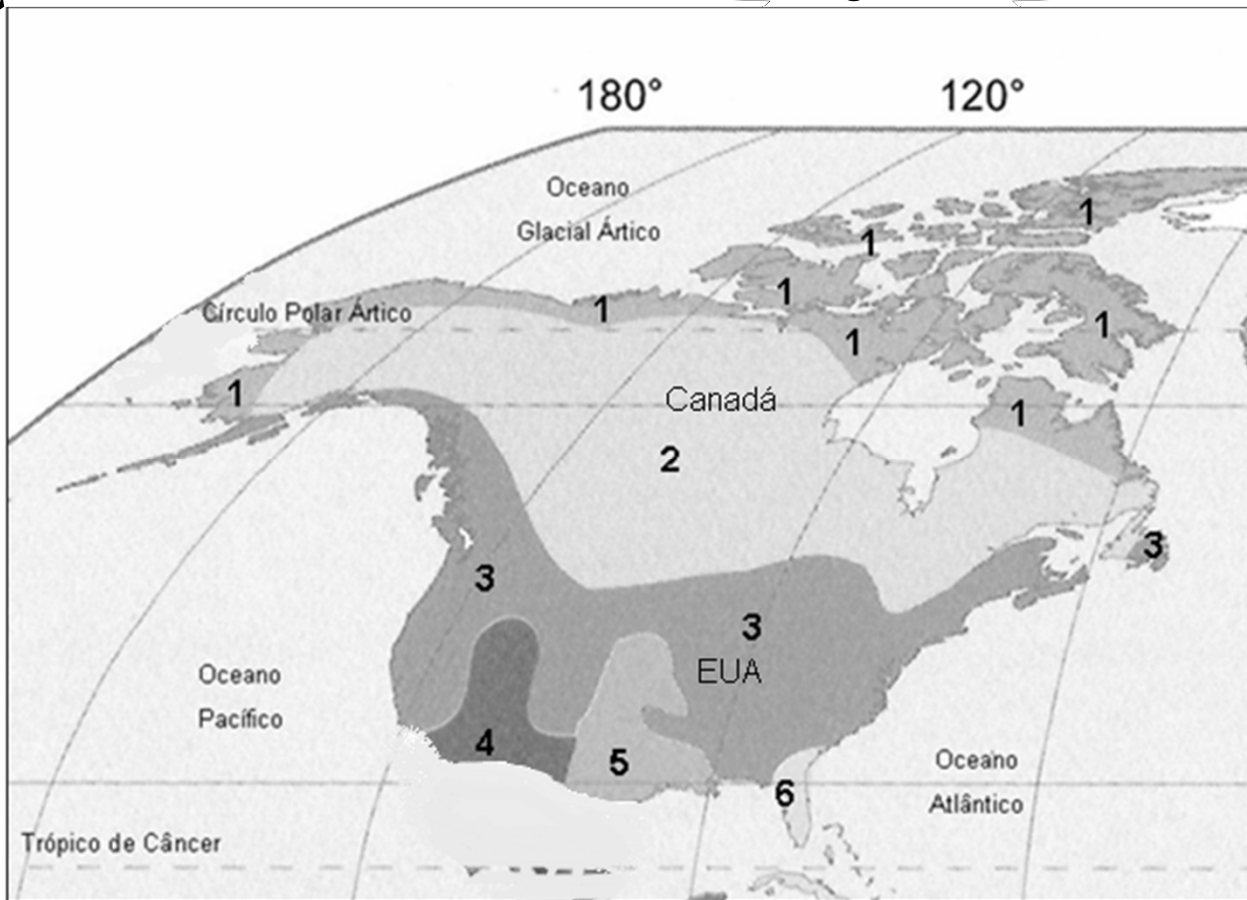 180° 120°
Oceano
Glacial Ártico
1
1
1
1
Círculo Polar Ártico
1
1
1
1
Canadá
1
2
3
3
3
EUA
Oceano
Pacífico
4
5
6
Oceano
Atlântico
Trópico de Câncer